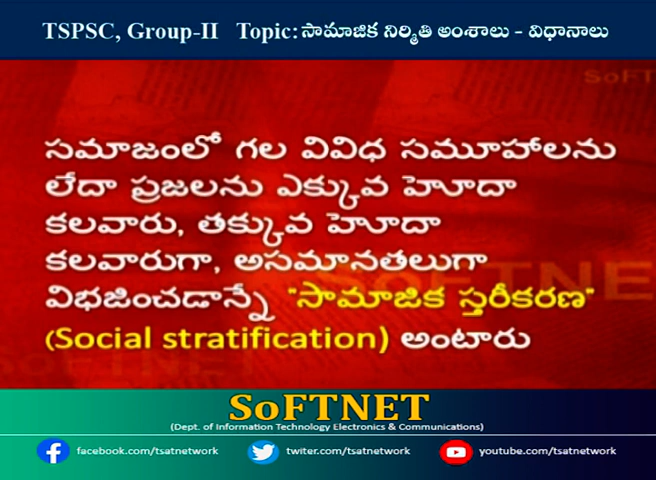 TSPSC, Group-II Topic: సామాజిక నిర్మితి అంశాలు - విధానాలు
SoFT
సమాజంలో గల వివిధ సమూహాలను
లేదా ప్రజలను ఎక్కువ హెూదా
కలవారు, తక్కువ హెూదా
కలవారుగా, అసమానతలుగా
విభజించడాన్నే "సామాజిక స్తరీకరణ"
(Social stratification) అంటారు
SoFTNET
(Dept. of Information Technology Electronics & Communications)
facebook.com/tsatnetwork twiter.com/tsatnetwork youtube.com/tsatnetwork